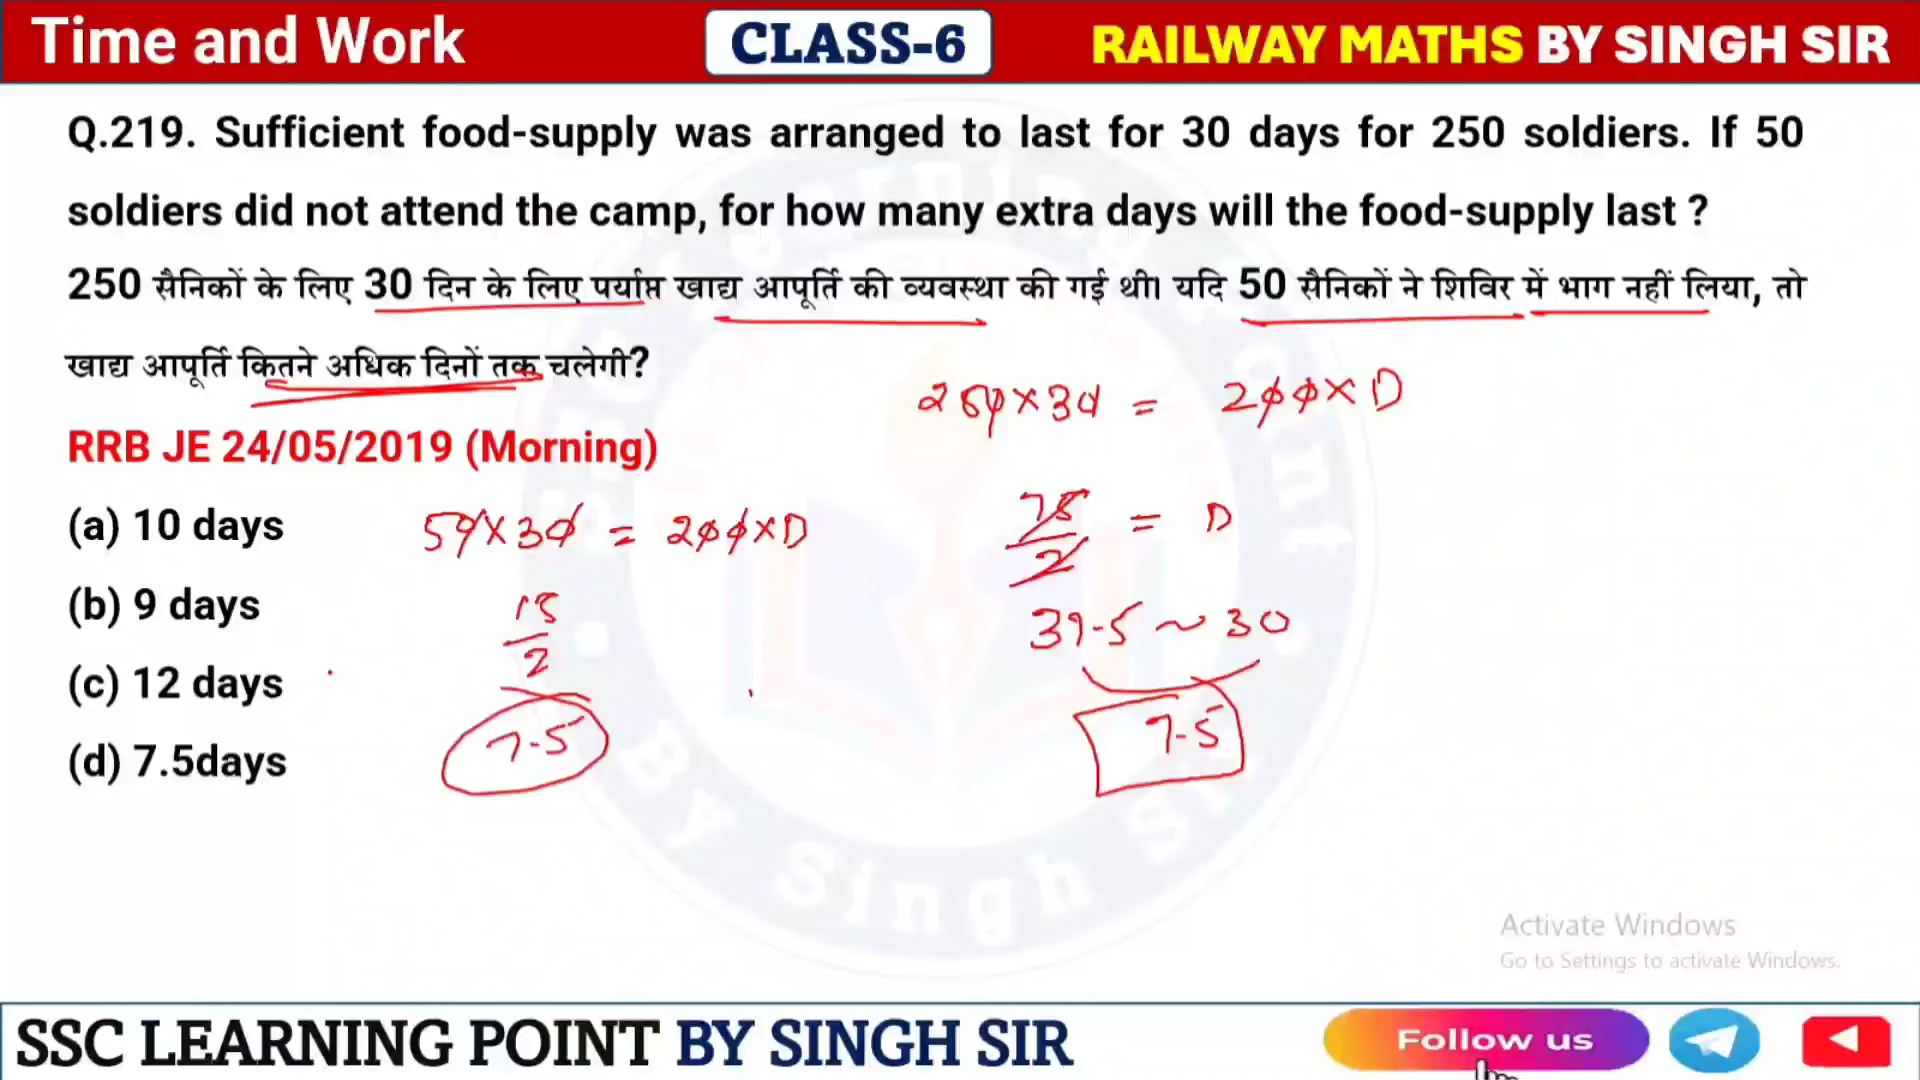 Time and Work
CLASS-6
RAILWAY MATHS BY SINGH SIR
Q.219. Sufficient food-supply was arranged to last for 30 days for 250 soldiers. If 50
soldiers did not attend the camp, for how many extra days will the food-supply last ?
250 सैनिकों के लिए 30 दिन के लिए पर्याप्त खाद्य आपूर्ति की व्यवस्था की गई थी। यदि 50 सैनिकों ने शिविर में भाग नहीं लिया, तो
खाद्य आपूर्ति कितने अधिक दिनों तक चलेगी?
250×30 = 200×D
RRB JE 24/05/2019 (Morning)
(a) 10 days
50×30 = 200×D
75/2 = D
(b) 9 days
15/2
37.5 ~ 30
(c) 12 days
(d) 7.5days
7.5
7.5
By Singh Sir
Activate Windows
Go to Settings to activate Windows.
SSC LEARNING POINT BY SINGH SIR
Follow us